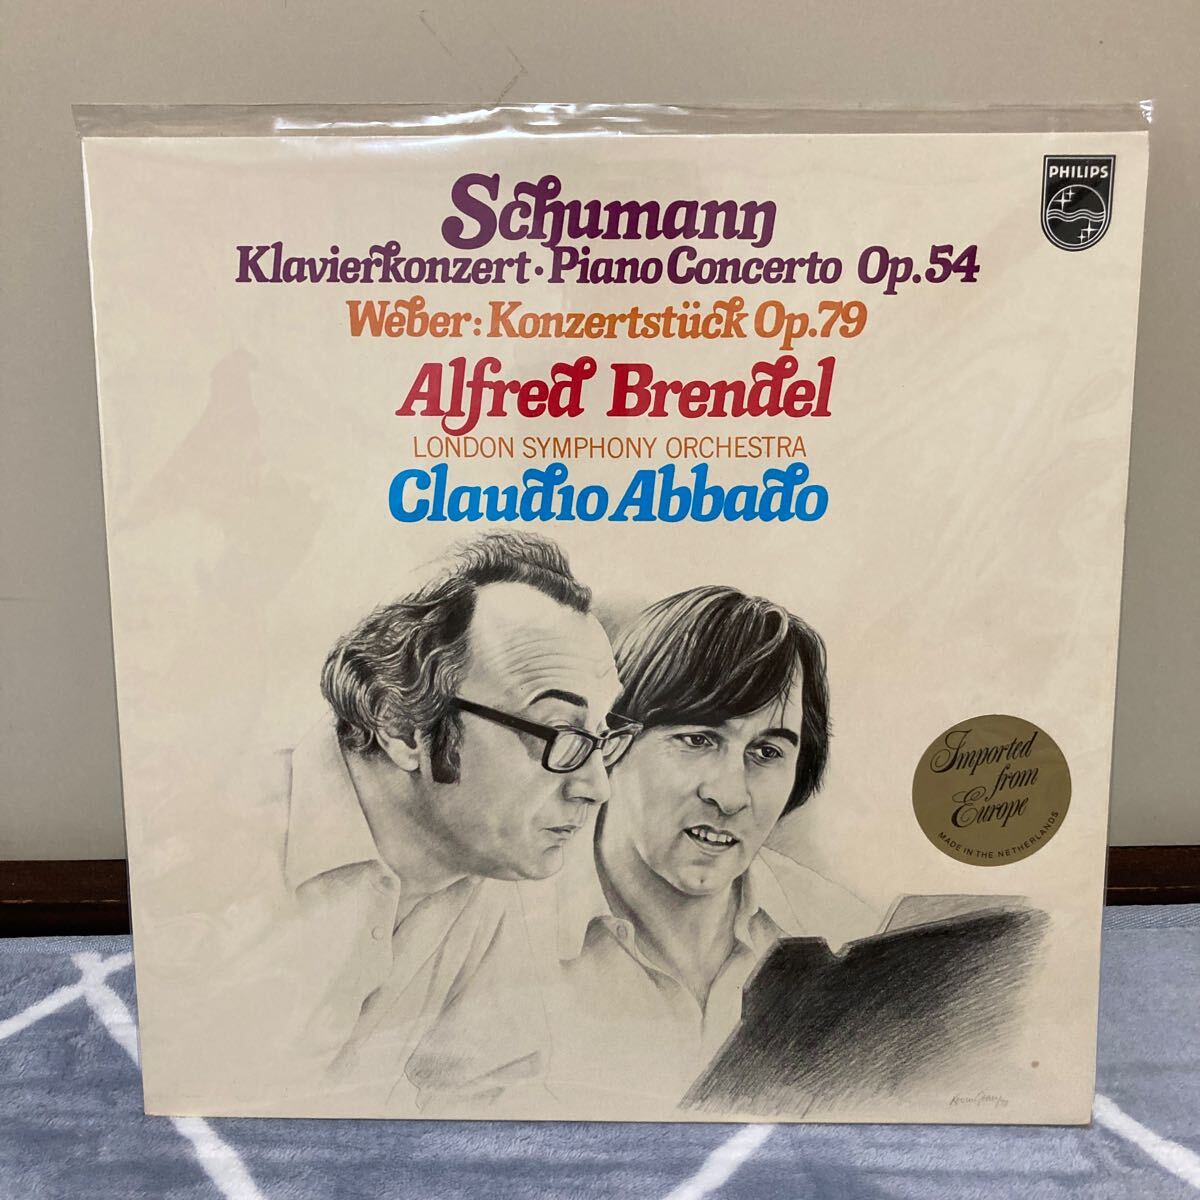 PHILIPS
Schumann
Klavierkonzert · Piano Concerto Op. 54
Weber: Konzertstück Op. 79
Alfred Brendel
LONDON SYMPHONY ORCHESTRA
Claudio Abbado
Imported
from
Europe
MADE IN THE NETHERLANDS